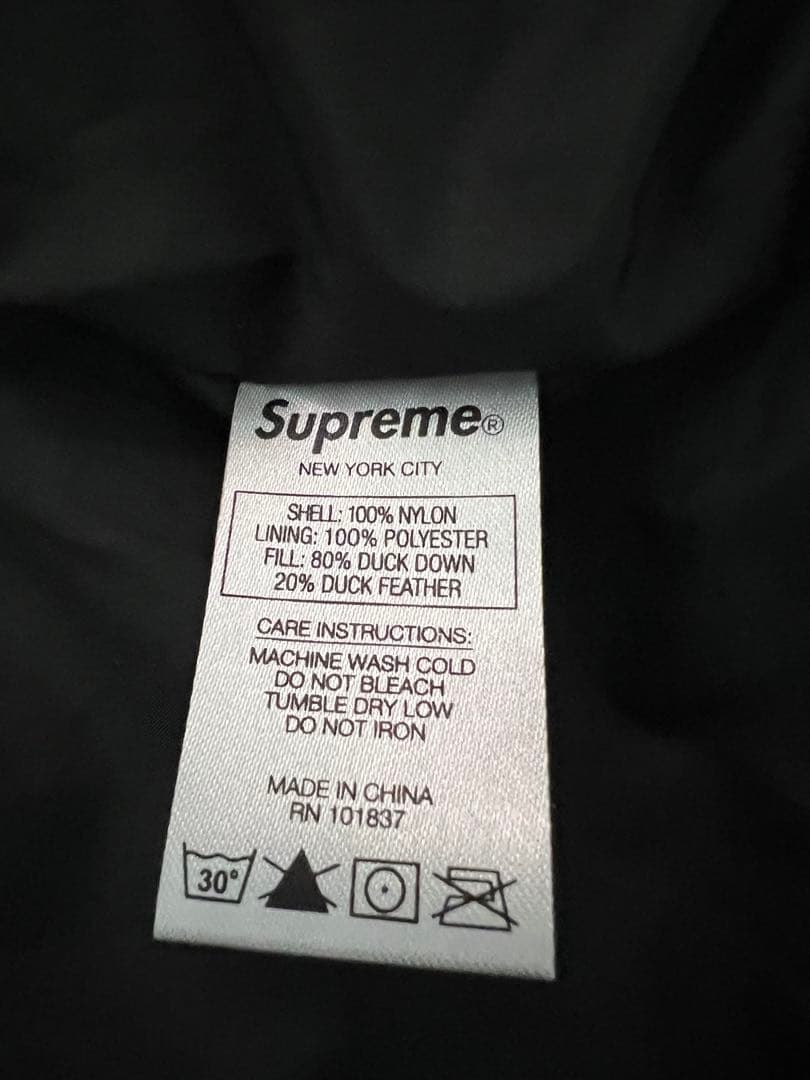 Supreme®
NEW YORK CITY
SHELL: 100% NYLON
LINING: 100% POLYESTER
FILL: 80% DUCK DOWN
20% DUCK FEATHER
CARE INSTRUCTIONS:
MACHINE WASH COLD
DO NOT BLEACH
TUMBLE DRY LOW
DO NOT IRON
MADE IN CHINA
RN 101837
30°